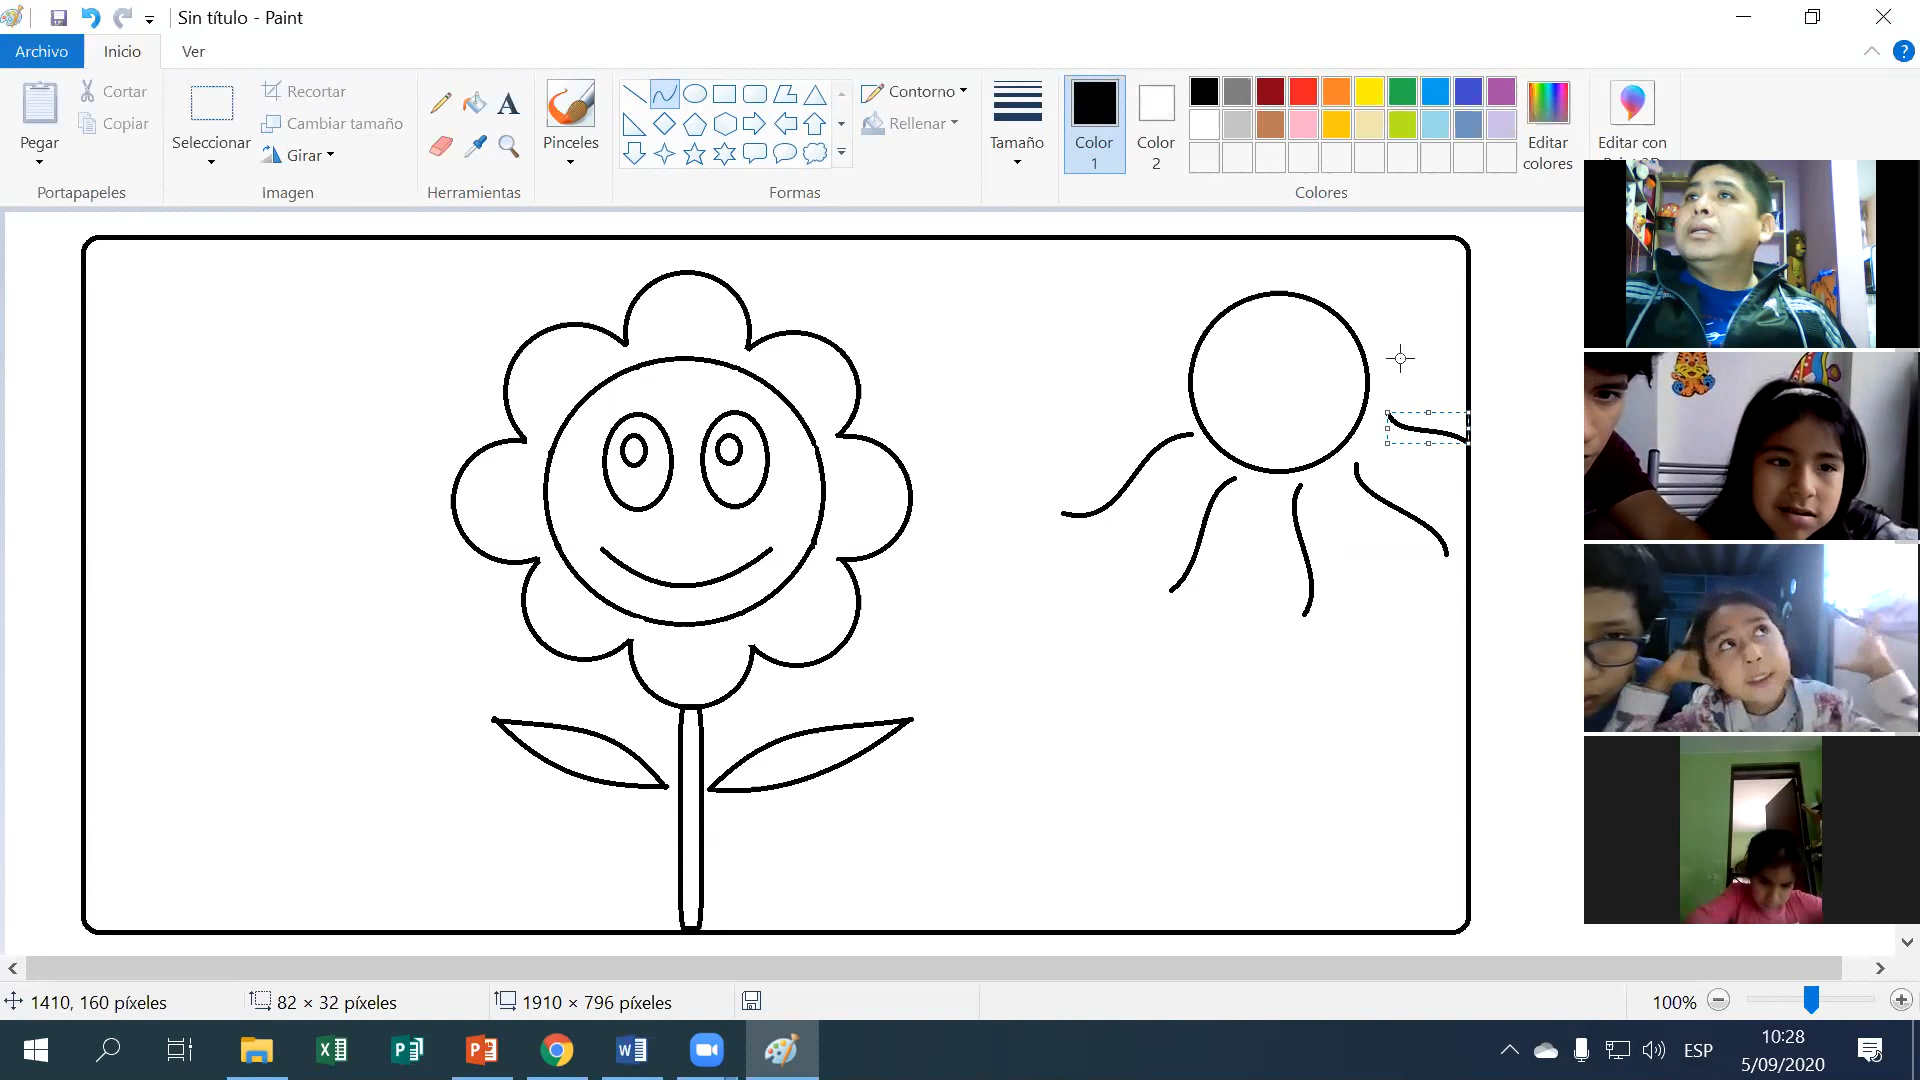 Sin título - Paint
Archivo Inicio Ver
Pegar
Cortar
Copiar
Portapapeles
Seleccionar
Recortar
Cambiar tamaño
Girar
Imagen
A
Herramientas
Pinceles
Contorno
Rellenar
Formas
Tamaño
Color 1
Color 2
Editar colores
Colores
Editar con
1410, 160 píxeles
82 × 32 píxeles
1910 × 796 píxeles
100%
ESP
10:28
5/09/2020